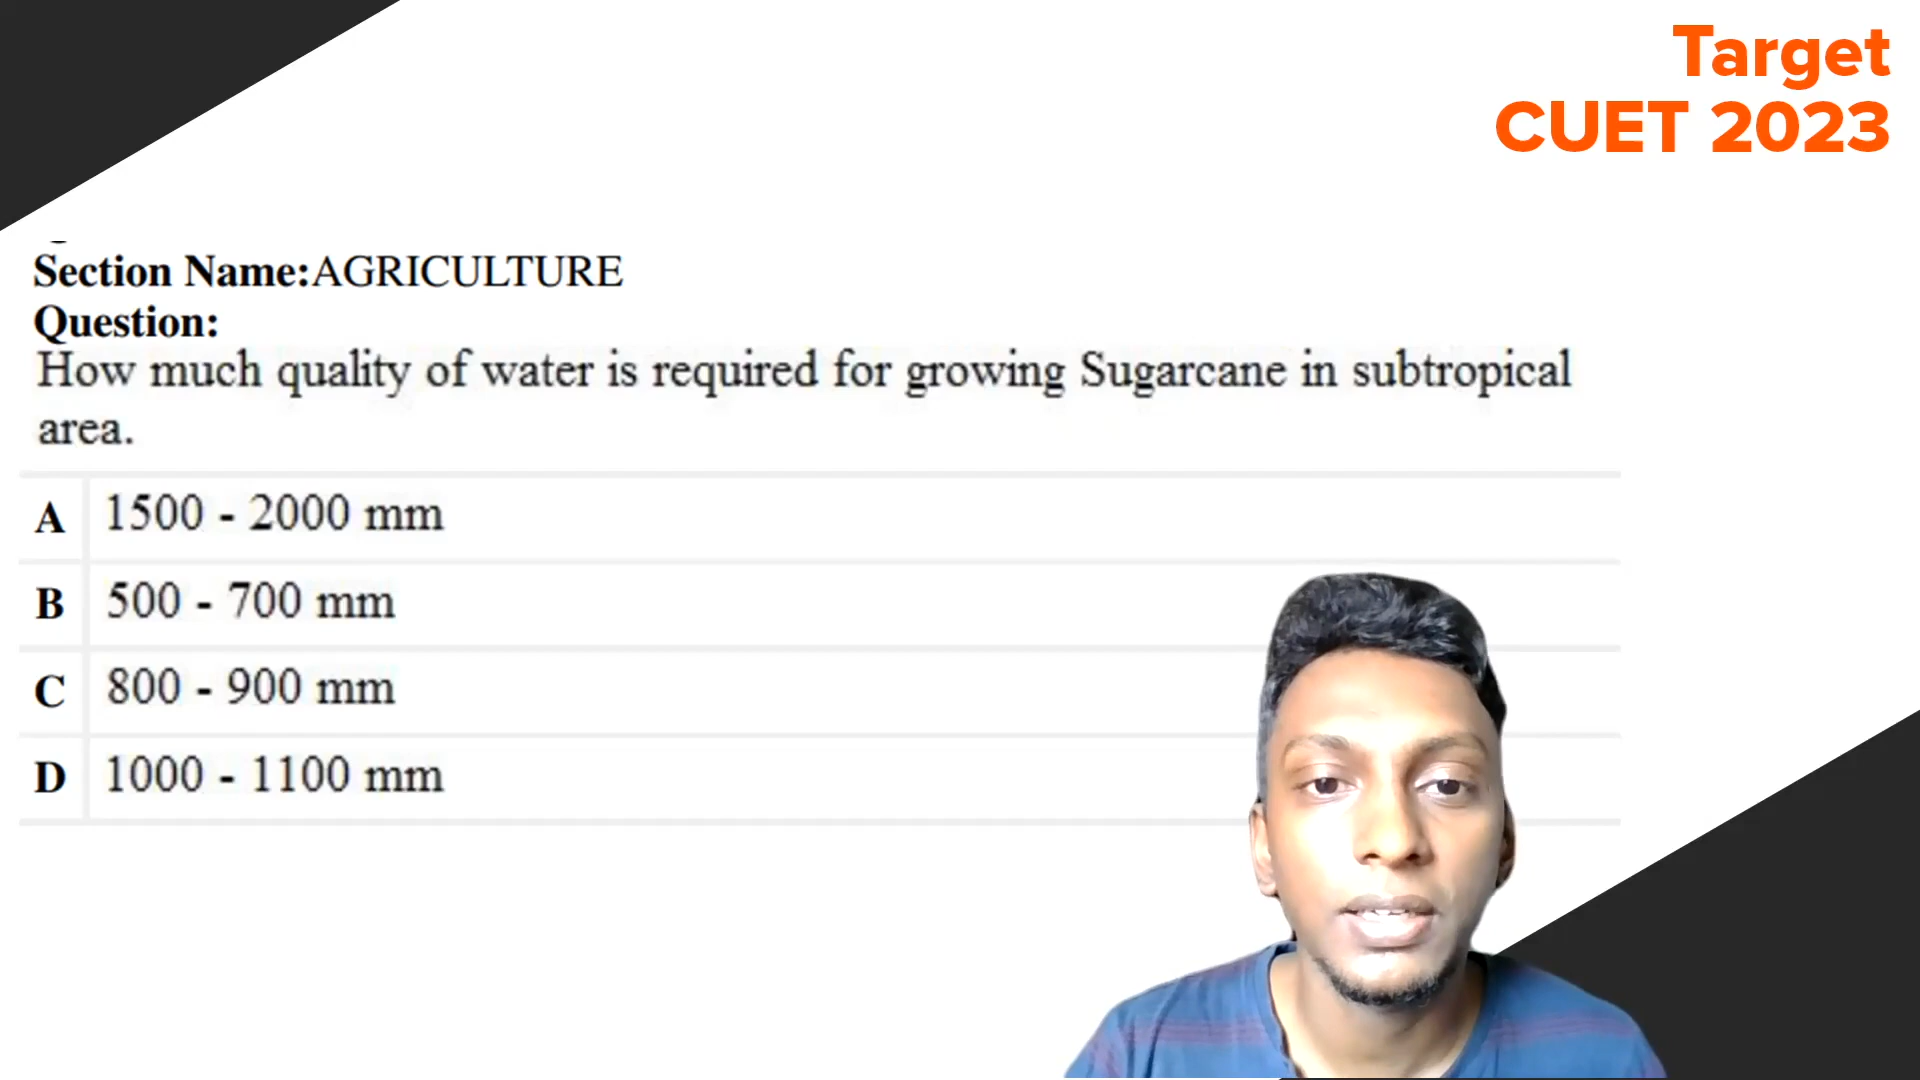 Target
CUET 2023
Section Name:AGRICULTURE
Question:
How much quality of water is required for growing Sugarcane in subtropical
area.
A 1500 - 2000 mm
B 500 - 700 mm
C 800 - 900 mm
D 1000 - 1100 mm